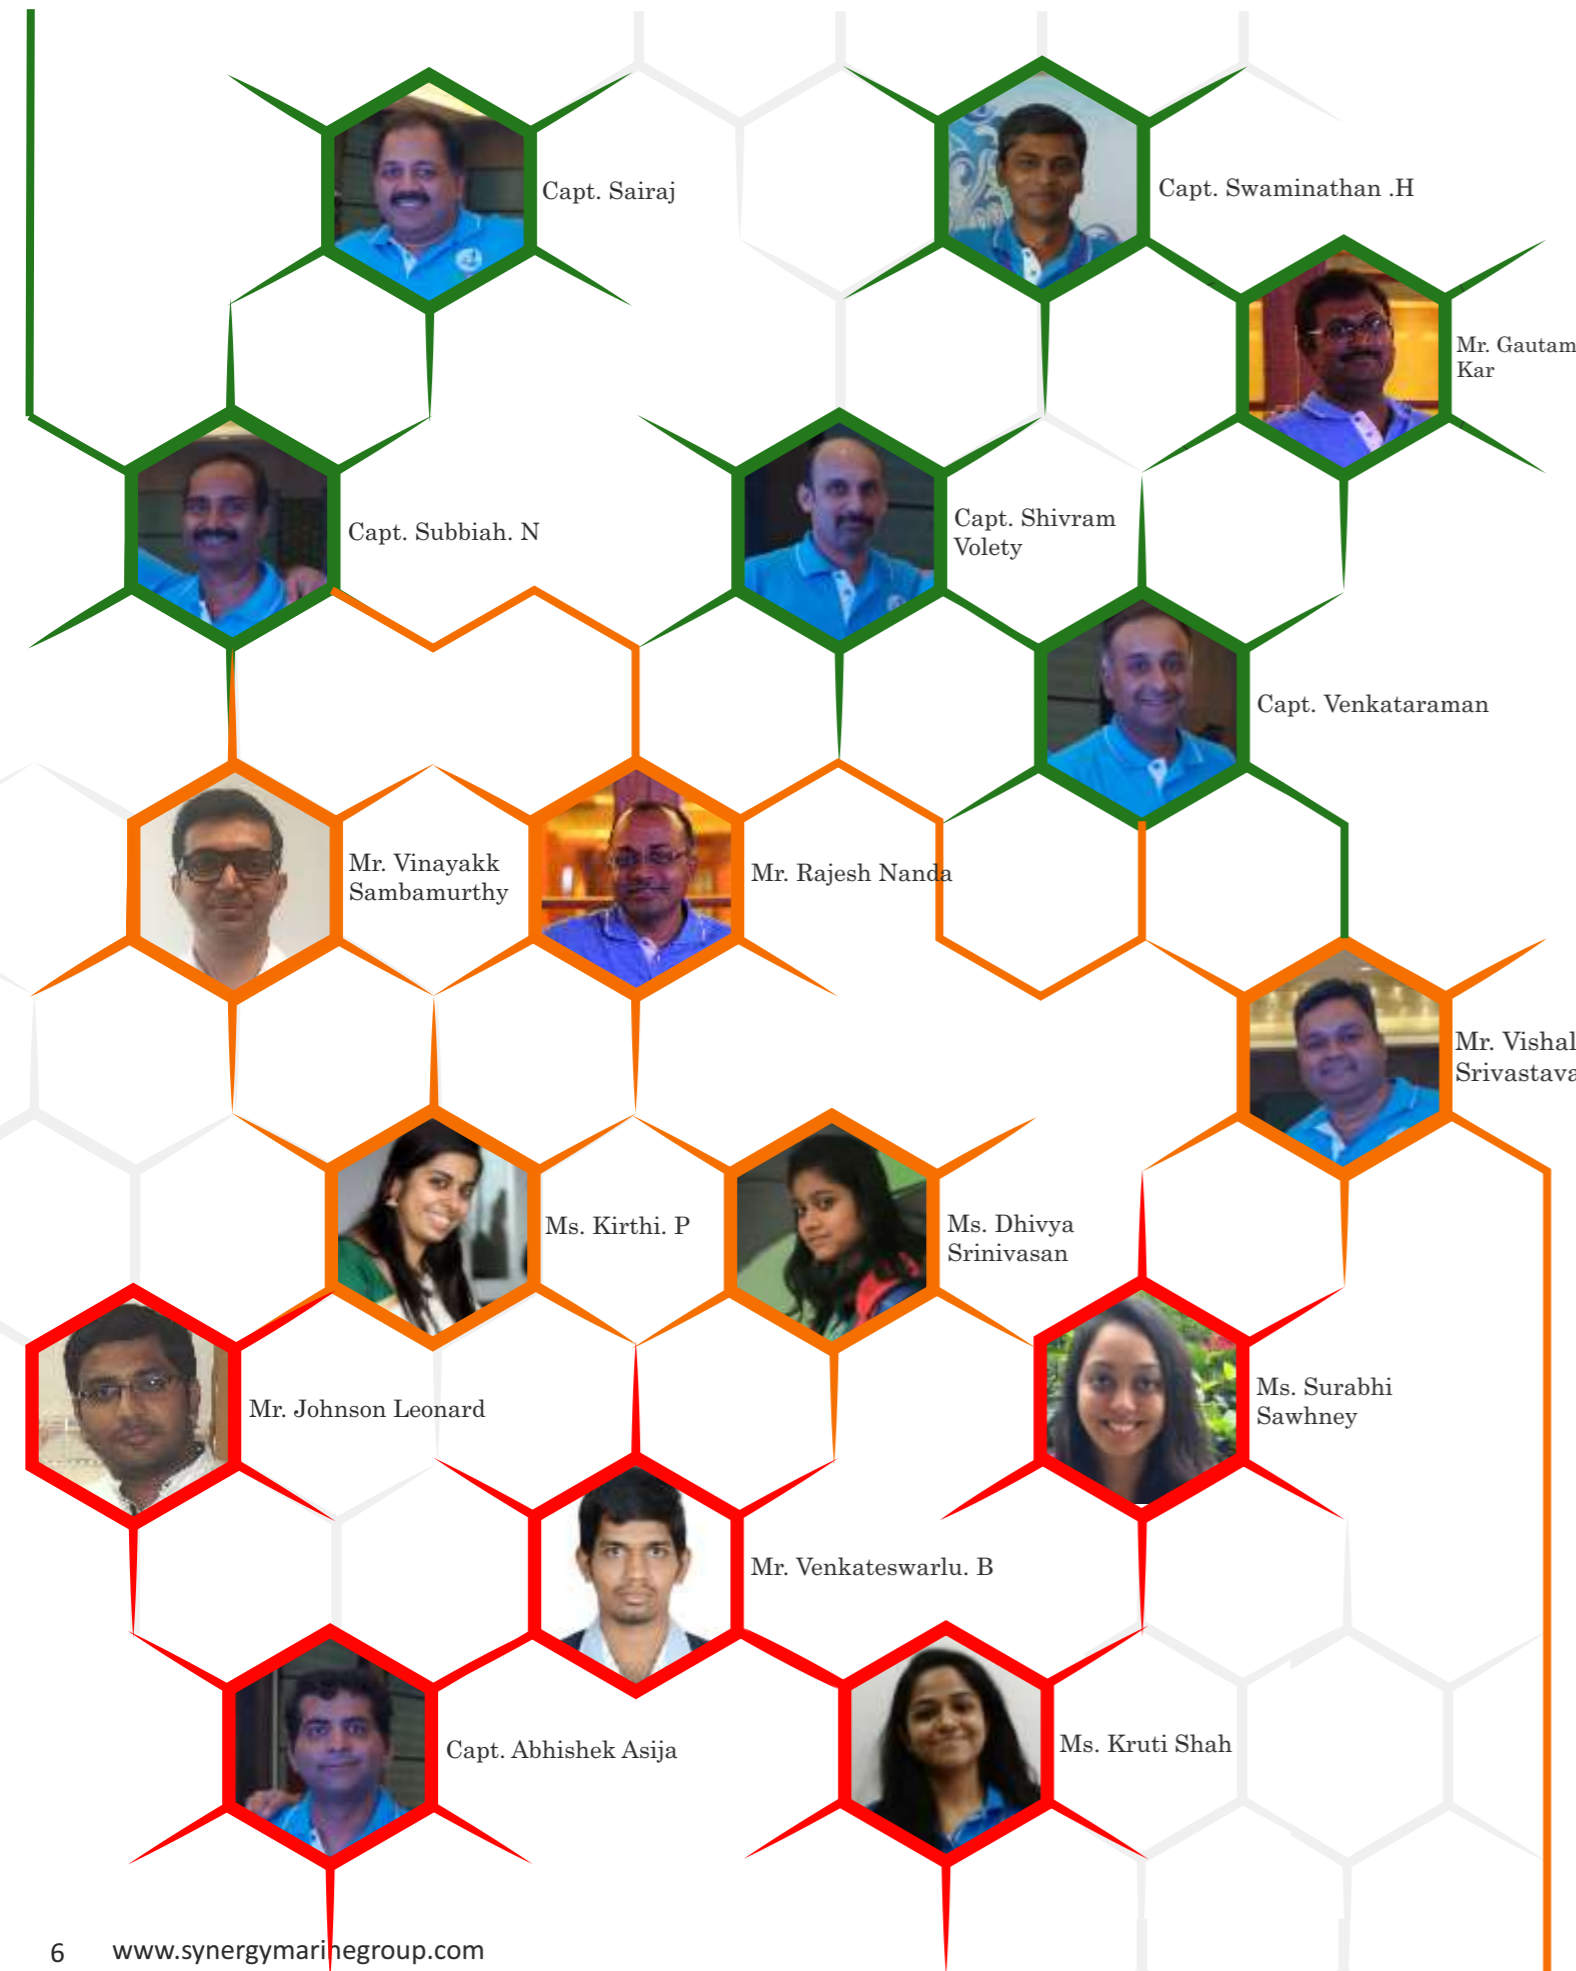 Capt. Sairaj
Capt. Swaminathan .H
Mr. Gautam
Kar
Capt. Subbiah. N
Capt. Shivram
Volety
Capt. Venkataraman
Mr. Vinayakk
Sambamurthy
Mr. Rajesh Nanda
Mr. Vishal
Srivastava
Ms. Kirthi. P
Ms. Dhivya
Srinivasan
Mr. Johnson Leonard
Ms. Surabhi
Sawhney
Mr. Venkateswarlu. B
Capt. Abhishek Asija
Ms. Kruti Shah
6 www.synergymarinegroup.com